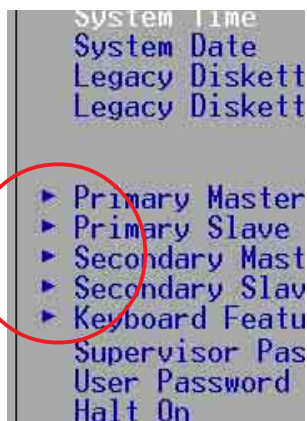 System Time
System Date
Legacy Diskett
Legacy Diskett
Primary Master
Primary Slave
Secondary Mast
Secondary Slav
Keyboard Featu
Supervisor Pas
User Password
Halt On